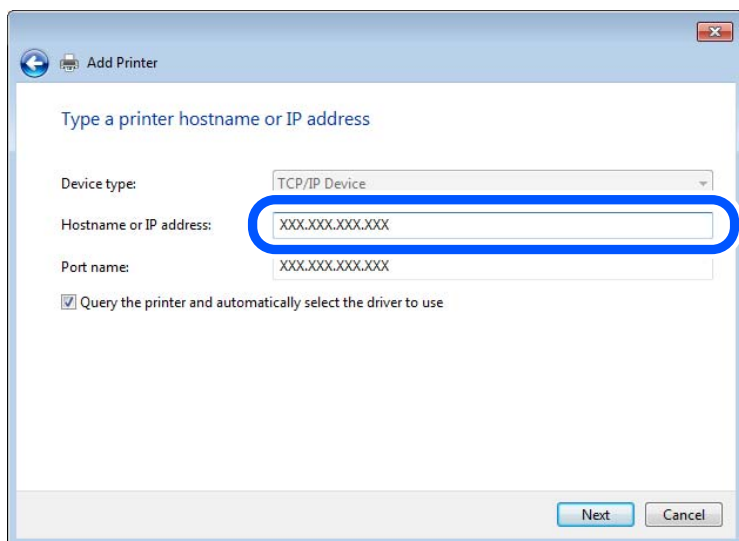 Add Printer
Type a printer hostname or IP address
Device type: TCP/IP Device
Hostname or IP address: XXX.XXX.XXX.XXX
Port name: XXX.XXX.XXX.XXX
Query the printer and automatically select the driver to use
Next Cancel